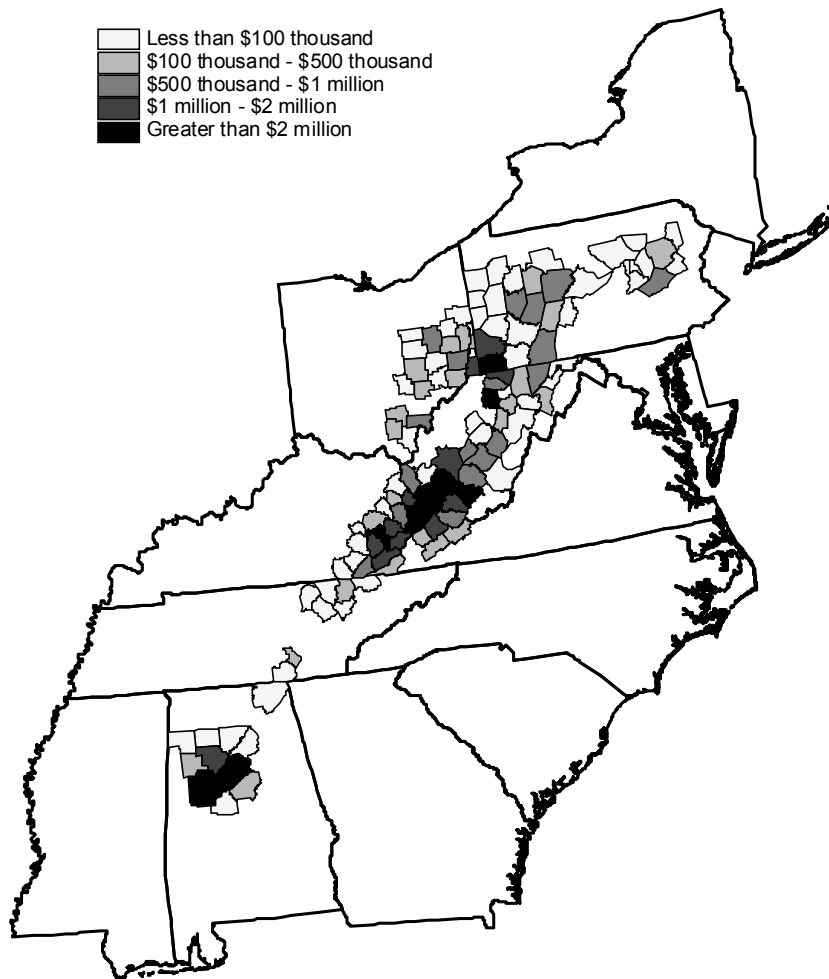 Less than $100 thousand
$100 thousand - $500 thousand
$500 thousand - $1 million
$1 million - $2 million
Greater than $2 million